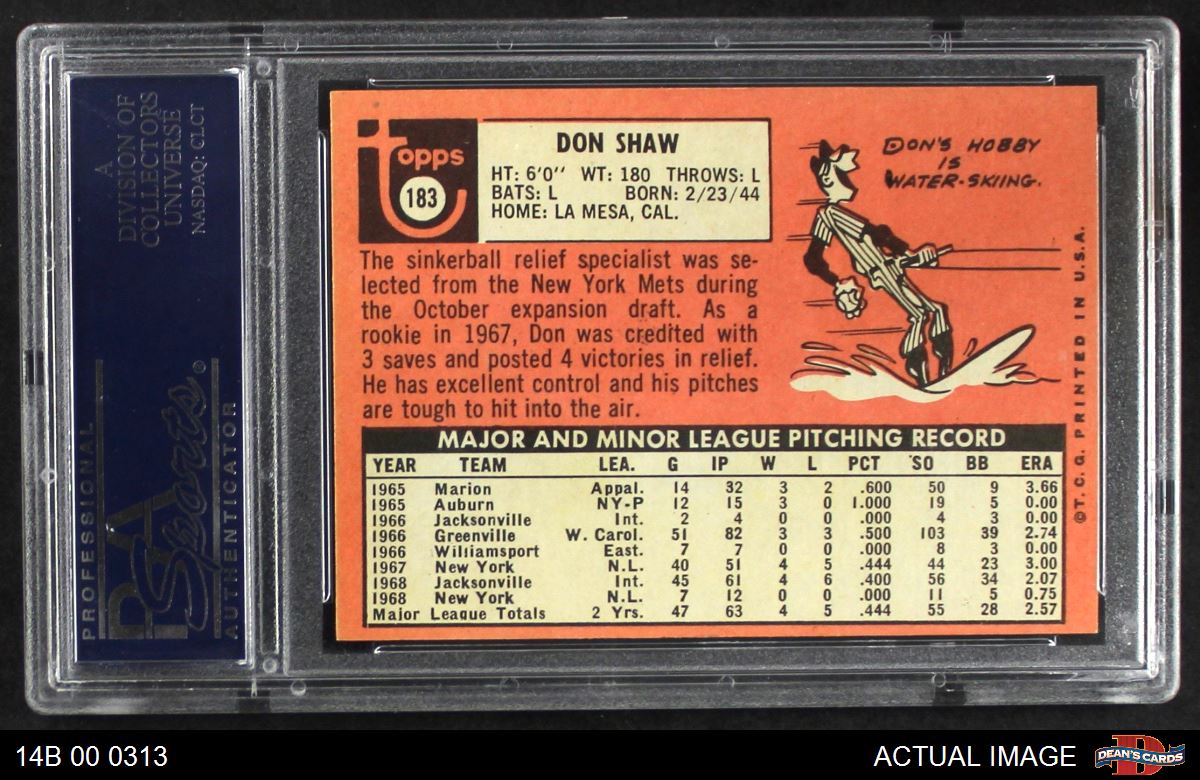 A
DIVISION OF
COLLECTORS
UNIVERSE
NASDAQ: CLCT
PROFESSIONAL
PSA
Sports®
AUTHENTICATOR
topps
183
DON SHAW
HT: 6'0" WT: 180 THROWS: L
BATS: L BORN: 2/23/44
HOME: LA MESA, CAL.
DON'S HOBBY
IS
WATER-SKIING.
The sinkerball relief specialist was se-
lected from the New York Mets during
the October expansion draft. As a
rookie in 1967, Don was credited with
3 saves and posted 4 victories in relief.
He has excellent control and his pitches
are tough to hit into the air.
©T.C.G. PRINTED IN U.S.A.
MAJOR AND MINOR LEAGUE PITCHING RECORD
YEAR TEAM LEA. G IP W L PCT SO BB ERA
1965 Marion Appal. 14 32 3 2 .600 50 9 3.66
1965 Auburn NY-P 12 15 3 0 1.000 19 5 0.00
1966 Jacksonville Int. 2 4 0 0 .000 4 3 0.00
1966 Greenville W. Carol. 51 82 3 3 .500 103 39 2.74
1966 Williamsport East. 7 7 0 0 .000 8 3 0.00
1967 New York N.L. 40 51 4 5 .444 44 23 3.00
1968 Jacksonville Int. 45 61 4 6 .400 56 34 2.07
1968 New York N.L. 7 12 0 0 .000 11 5 0.75
Major League Totals 2 Yrs. 47 63 4 5 .444 55 28 2.57
14B 00 0313
ACTUAL IMAGE
DEAN'S CARDS